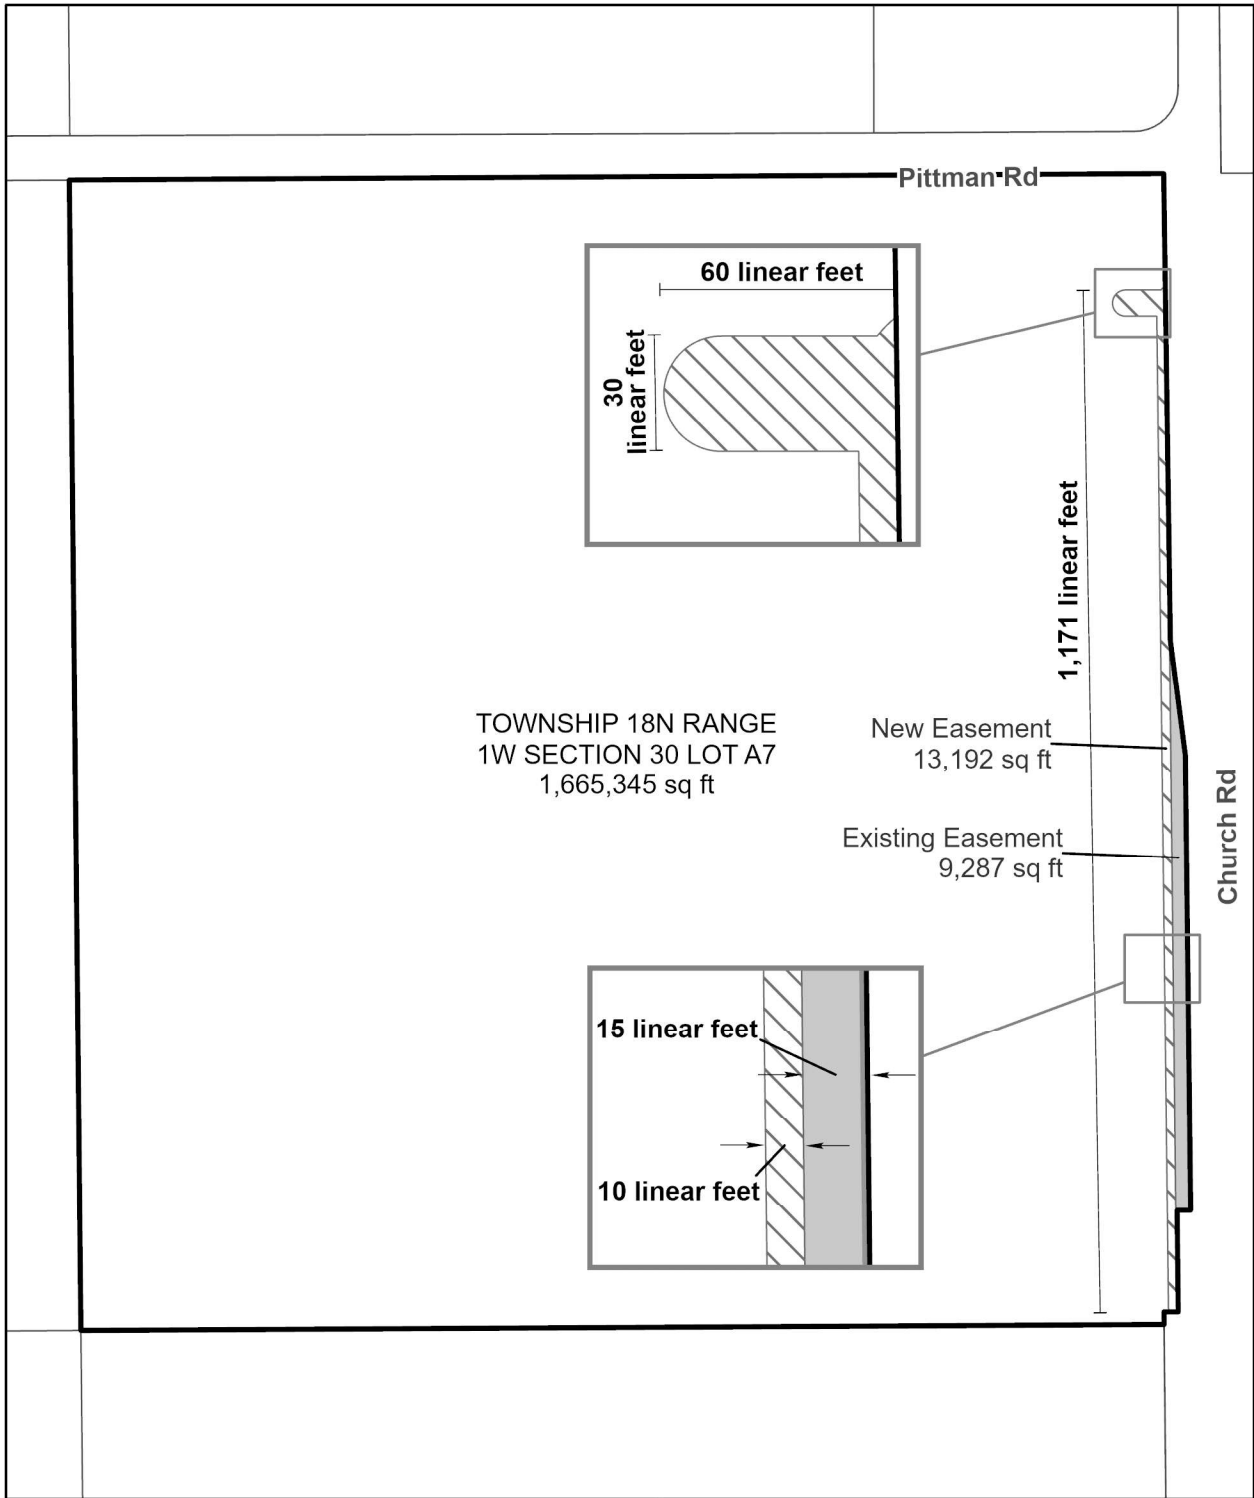 Pittman Rd
60 linear feet
30
linear feet
1,171 linear feet
TOWNSHIP 18N RANGE
1W SECTION 30 LOT A7
1,665,345 sq ft
New Easement
13,192 sq ft
Existing Easement
9,287 sq ft
Church Rd
15 linear feet
10 linear feet